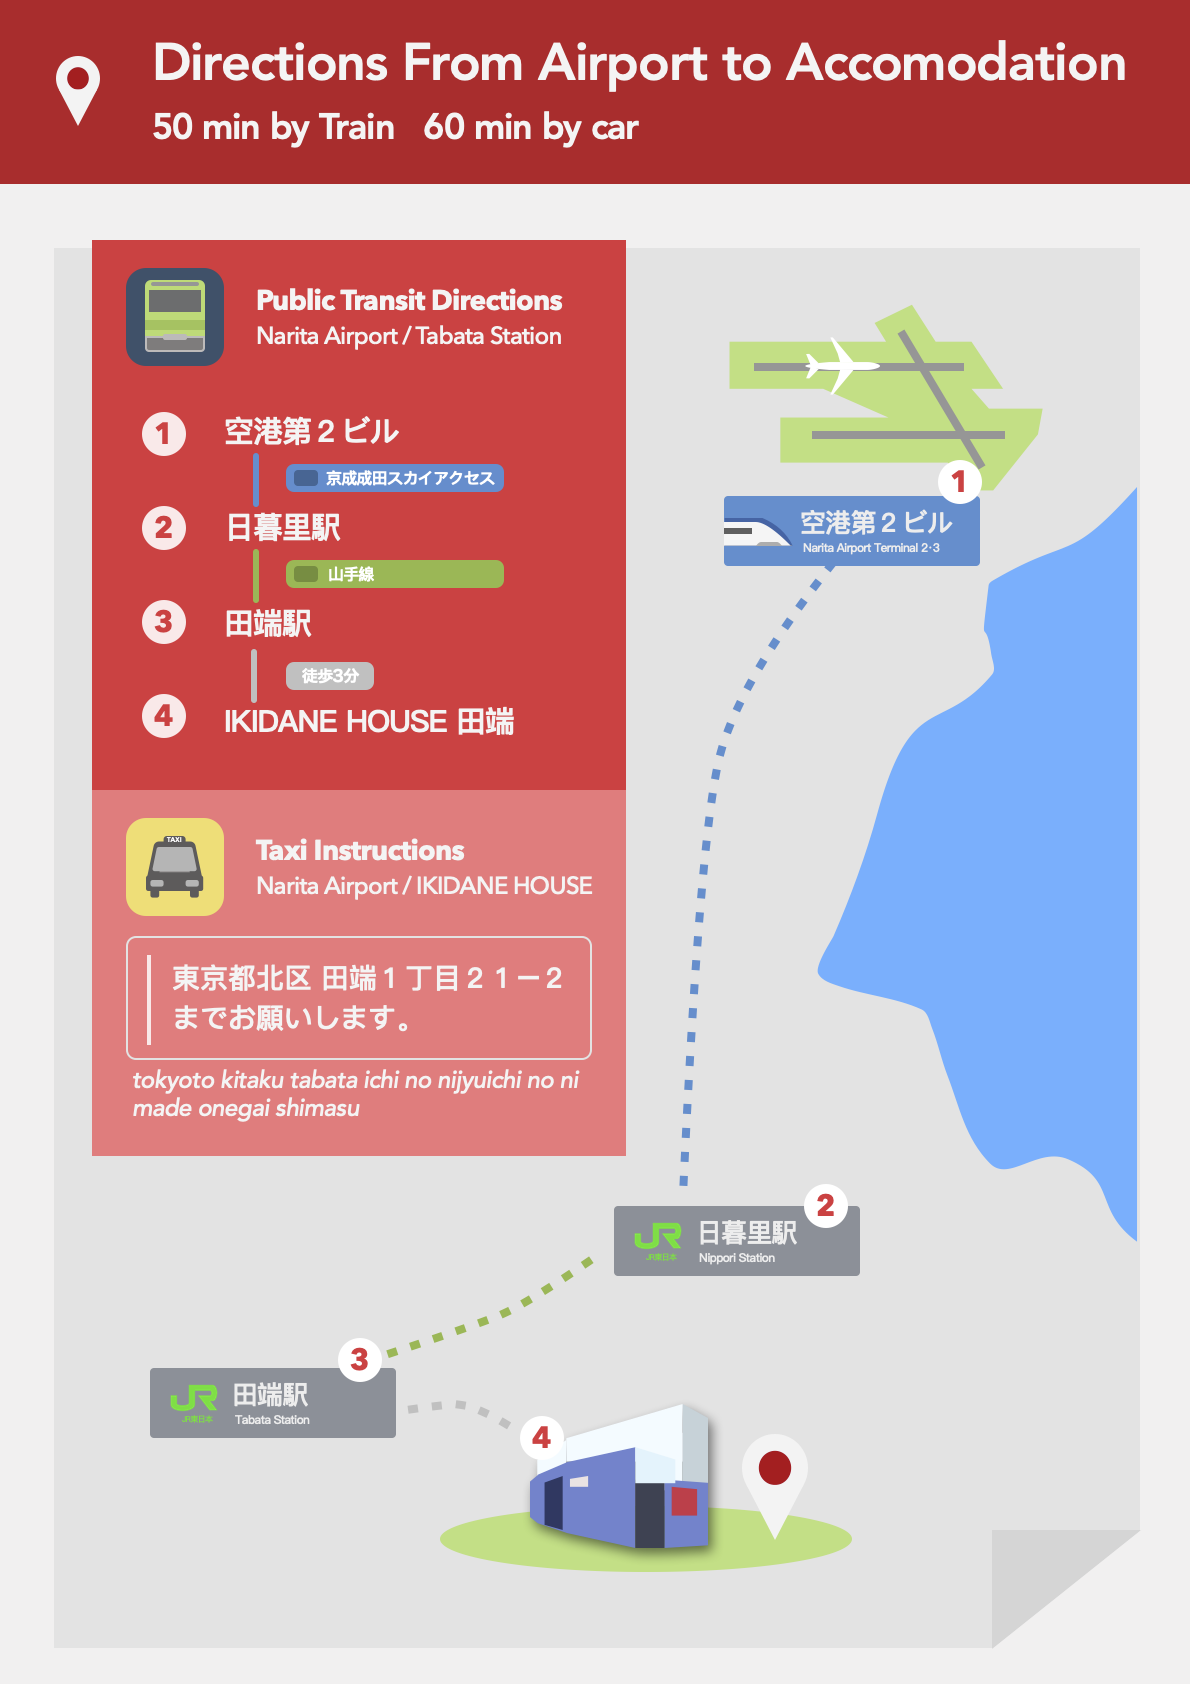 Directions From Airport to Accomodation
50 min by Train 60 min by car
Public Transit Directions
Narita Airport / Tabata Station
1 空港第２ビル
京成成田スカイアクセス
2 日暮里駅
山手線
3 田端駅
徒歩3分
4 IKIDANE HOUSE 田端
TAXI
Taxi Instructions
Narita Airport / IKIDANE HOUSE
東京都北区 田端１丁目２１－２
までお願いします。
tokyoto kitaku tabata ichi no nijyuichi no ni
made onegai shimasu
1
空港第２ビル
Narita Airport Terminal 2·3
2
JR
JR東日本
日暮里駅
Nippori Station
3
JR
JR東日本
田端駅
Tabata Station
4